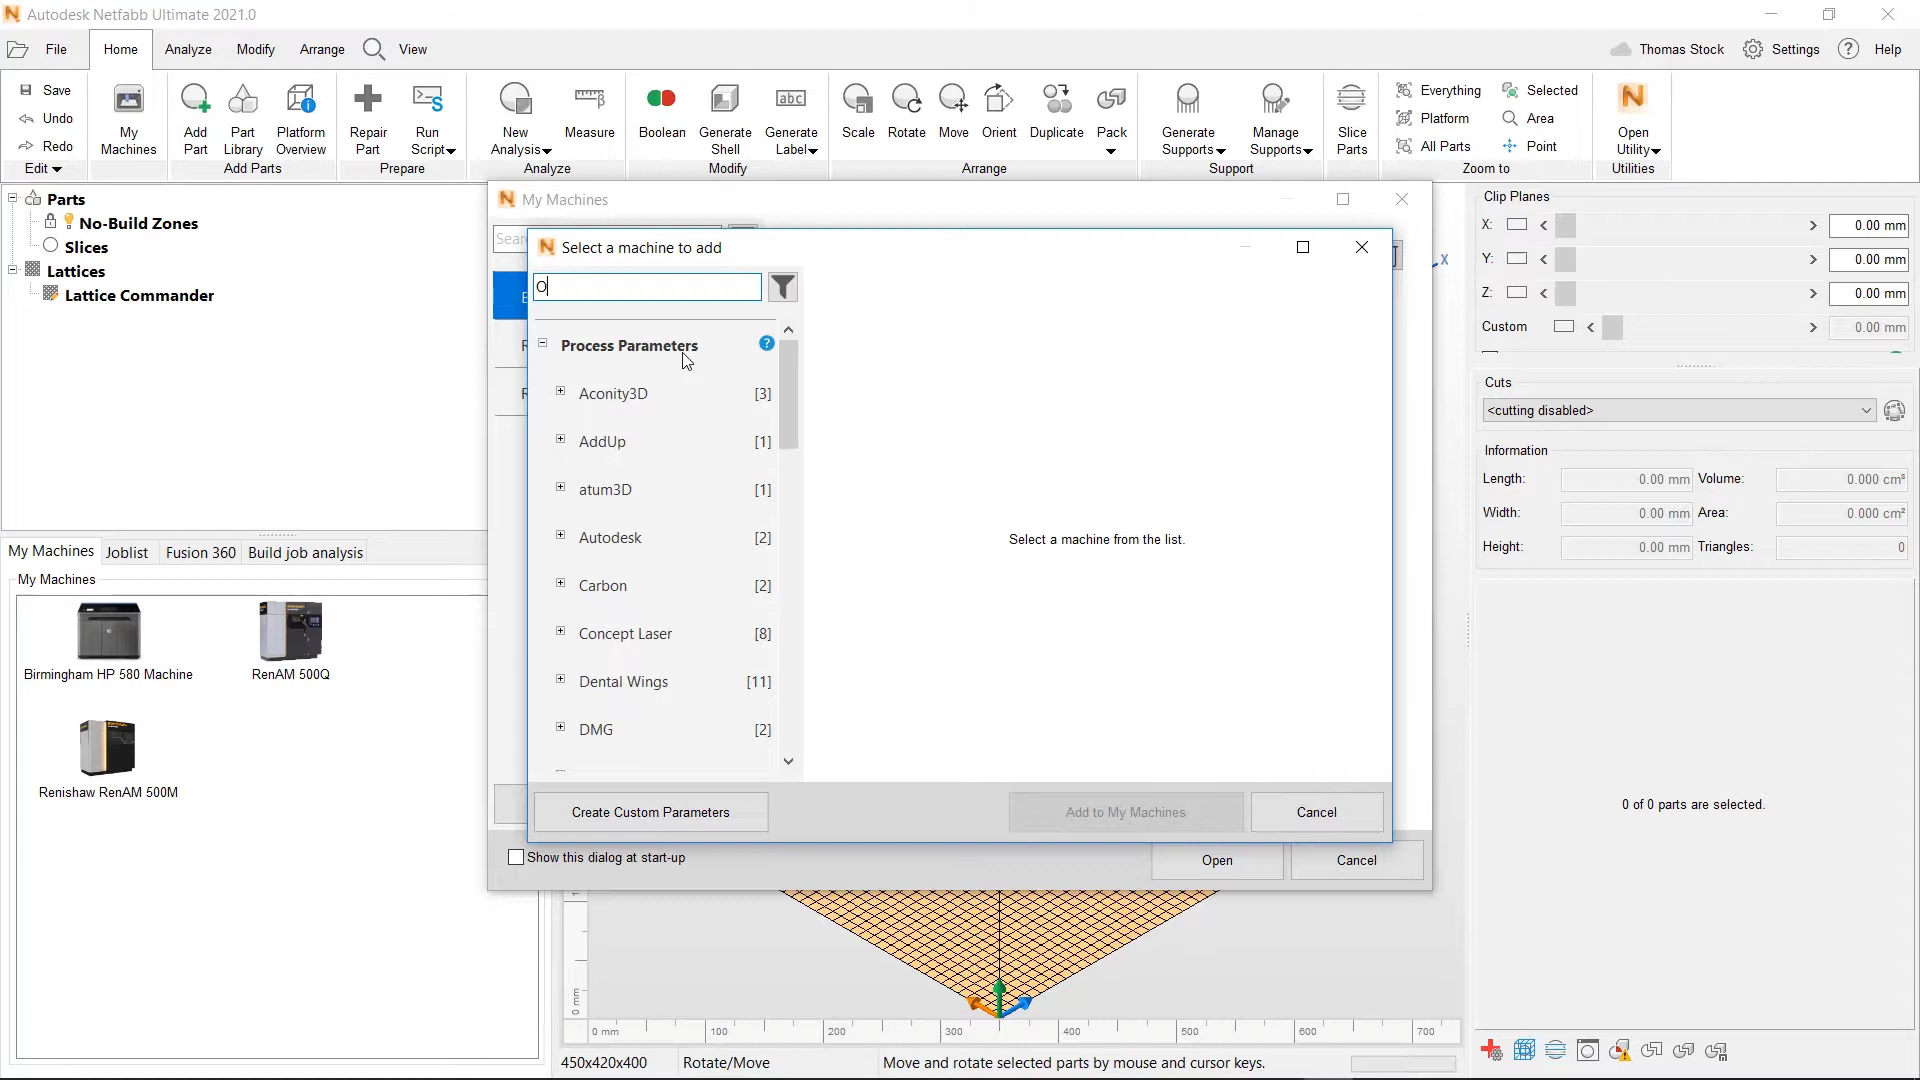 Autodesk Netfabb Ultimate 2021.0
File Home Analyze Modify Arrange View Thomas Stock Settings Help
Save
Undo
Redo
Edit
My Machines
Add Part
Part Library
Platform Overview
Add Parts
Repair Part
Run Script
Prepare
New Analysis
Measure
Analyze
Boolean
Generate Shell
abc
Generate Label
Modify
Scale
Rotate
Move
Orient
Duplicate
Pack
Arrange
Generate Supports
Manage Supports
Support
Slice Parts
Everything
Platform
All Parts
Selected
Area
Point
Zoom to
Open Utility
Utilities
Parts
No-Build Zones
Slices
Lattices
Lattice Commander
My Machines
Sear
Select a machine to add
O
Process Parameters ?
Aconity3D [3]
AddUp [1]
atum3D [1]
Autodesk [2]
Carbon [2]
Concept Laser [8]
Dental Wings [11]
DMG [2]
Select a machine from the list.
Create Custom Parameters
Add to My Machines
Cancel
Show this dialog at start-up
Open
Cancel
My Machines Joblist Fusion 360 Build job analysis
My Machines
Birmingham HP 580 Machine
RenAM 500Q
Renishaw RenAM 500M
X
0 mm
0 mm 100 200 300 400 500 600 700
450x420x400 Rotate/Move Move and rotate selected parts by mouse and cursor keys.
Clip Planes
X: 0.00 mm
Y: 0.00 mm
Z: 0.00 mm
Custom 0.00 mm
Cuts
<cutting disabled>
Information
Length: 0.00 mm Volume: 0.000 cm³
Width: 0.00 mm Area: 0.000 cm²
Height: 0.00 mm Triangles: 0
0 of 0 parts are selected.